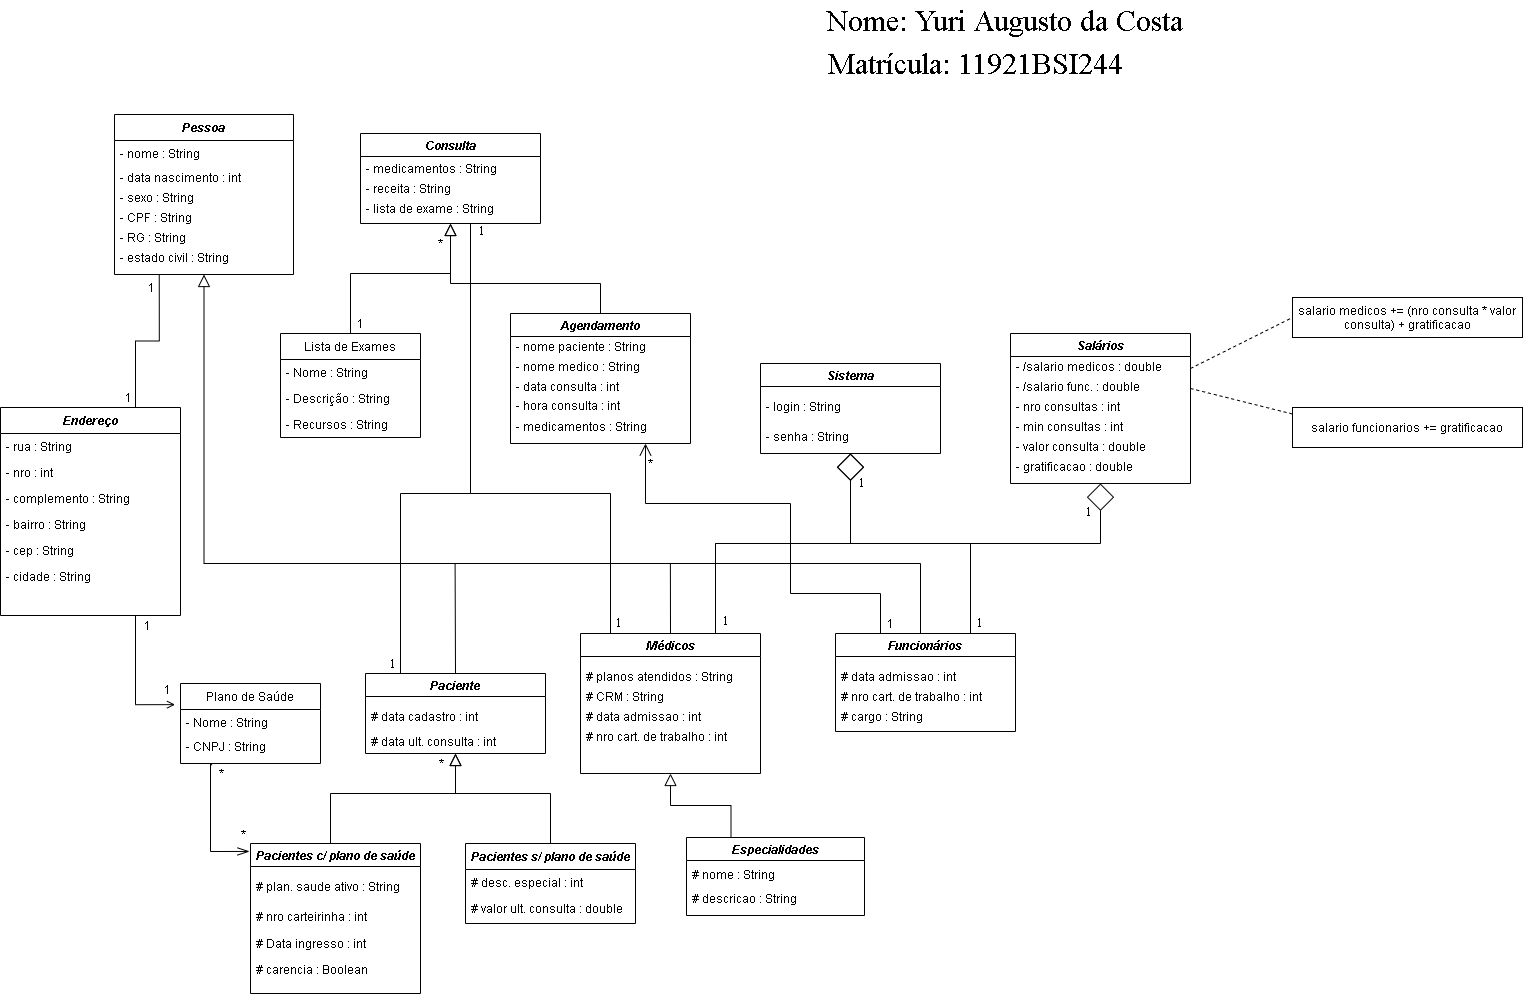 Nome: Yuri Augusto da Costa
Matrícula: 11921BSI244
Pessoa
- nome : String
- data nascimento : int
- sexo : String
- CPF : String
- RG : String
- estado civil : String
1
1
Consulta
- medicamentos : String
- receita : String
- lista de exame : String
*
1
1
Lista de Exames
- Nome : String
- Descrição : String
- Recursos : String
Agendamento
- nome paciente : String
- nome medico : String
- data consulta : int
- hora consulta : int
- medicamentos : String
*
Sistema
- login : String
- senha : String
1
Salários
- /salario medicos : double
- /salario func. : double
- nro consultas : int
- min consultas : int
- valor consulta : double
- gratificacao : double
1
salario medicos += (nro consulta * valor
consulta) + gratificacao
salario funcionarios += gratificacao
Endereço
- rua : String
- nro : int
- complemento : String
- bairro : String
- cep : String
- cidade : String
1
1
Plano de Saúde
- Nome : String
- CNPJ : String
*
*
1
Paciente
# data cadastro : int
# data ult. consulta : int
*
1
1
Médicos
# planos atendidos : String
# CRM : String
# data admissao : int
# nro cart. de trabalho : int
1
1
Funcionários
# data admissao : int
# nro cart. de trabalho : int
# cargo : String
Pacientes c/ plano de saúde
# plan. saude ativo : String
# nro carteirinha : int
# Data ingresso : int
# carencia : Boolean
Pacientes s/ plano de saúde
# desc. especial : int
# valor ult. consulta : double
Especialidades
# nome : String
# descricao : String